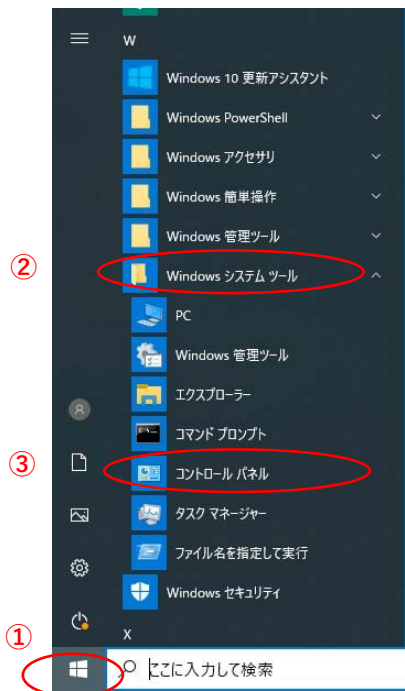 W
Windows 10 更新アシスタント
Windows PowerShell
Windows アクセサリ
Windows 簡単操作
Windows 管理ツール
②
Windows システム ツール
PC
Windows 管理ツール
エクスプローラー
コマンド プロンプト
③
コントロール パネル
タスク マネージャー
ファイル名を指定して実行
Windows セキュリティ
①
X
ここに入力して検索